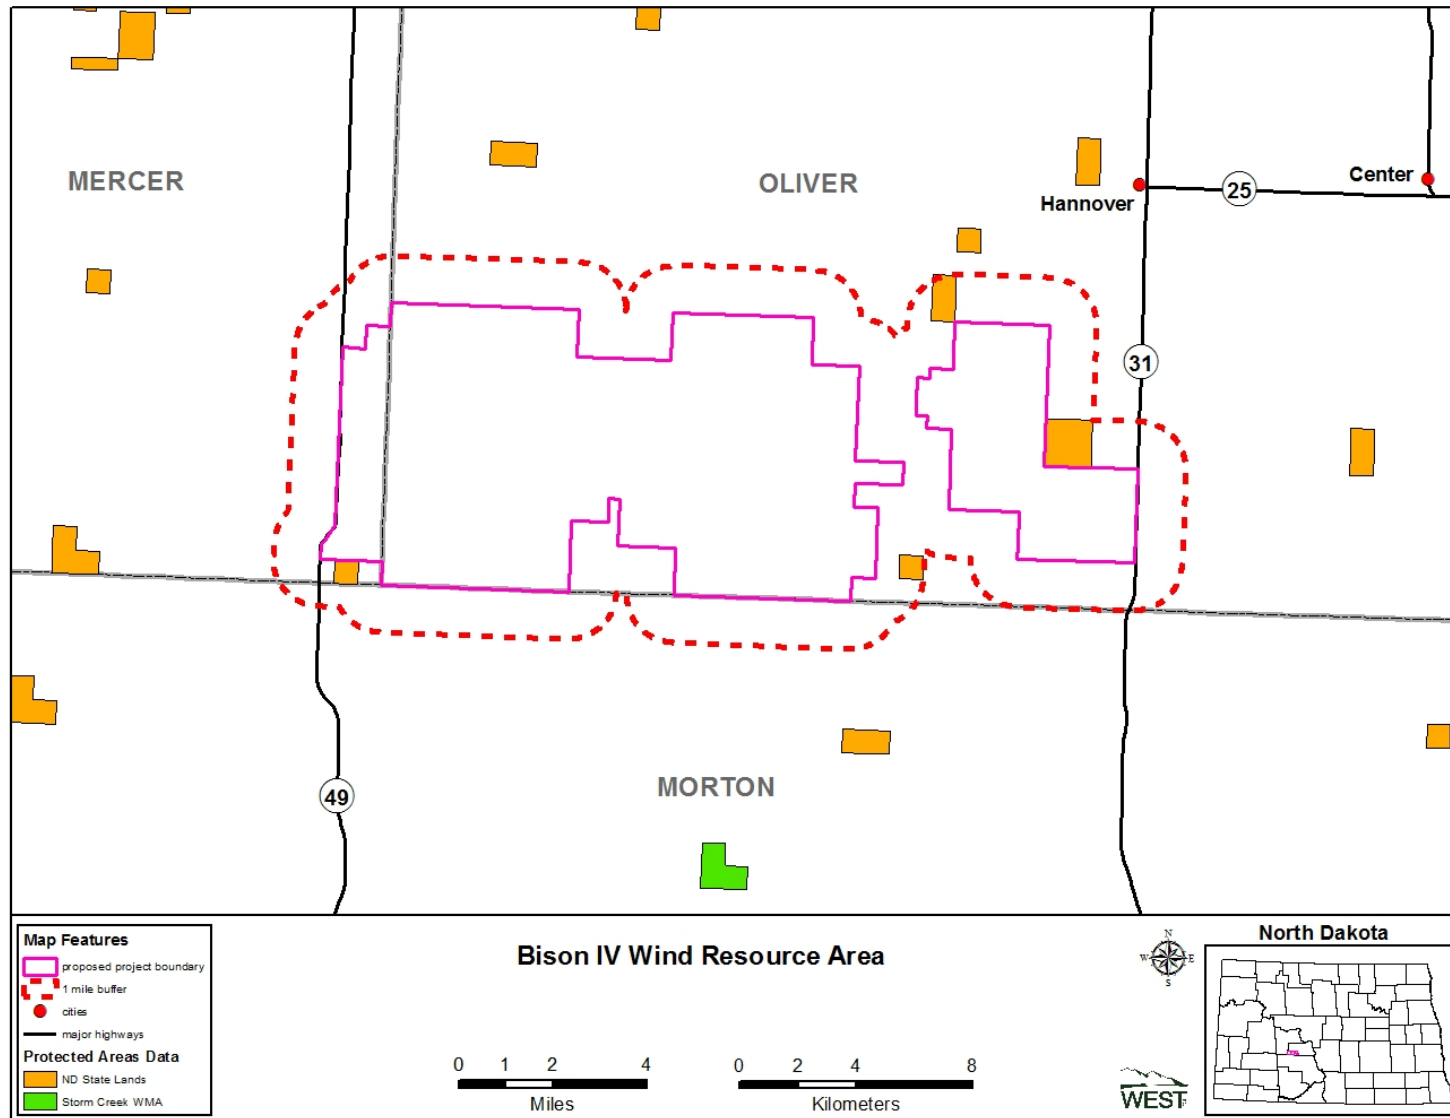 MERCER
OLIVER
Center
Hannover
25
31
MORTON
49
Map Features
proposed project boundary
1 mile buffer
cities
major highways
Protected Areas Data
ND State Lands
Storm Creek WMA
Bison IV Wind Resource Area
0 1 2 4
Miles
0 2 4 8
Kilometers
N
W E
S
WEST
North Dakota